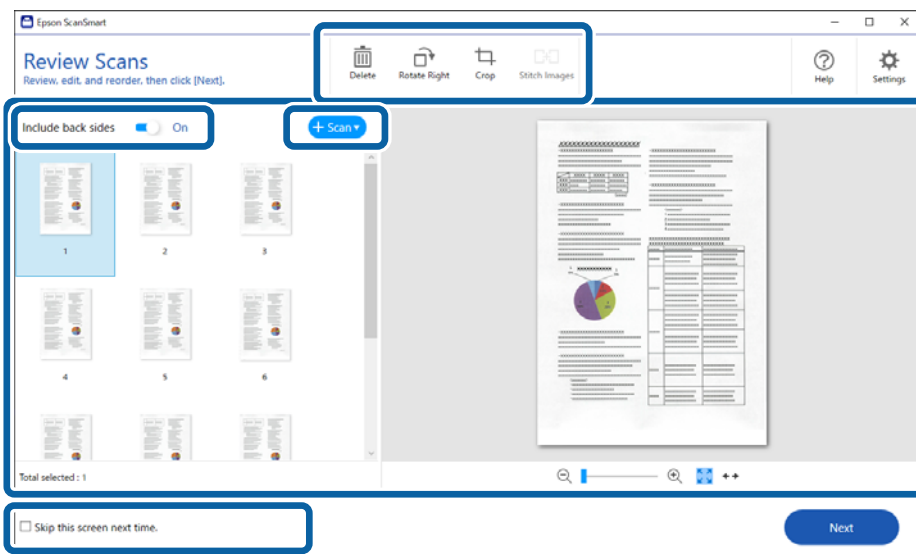 Epson ScanSmart
Review Scans
Review, edit, and reorder, then click [Next].
Delete
Rotate Right
Crop
Stitch Images
Help
Settings
Include back sides
On
+ Scan
1
2
3
4
5
6
Total selected : 1
Skip this screen next time.
Next